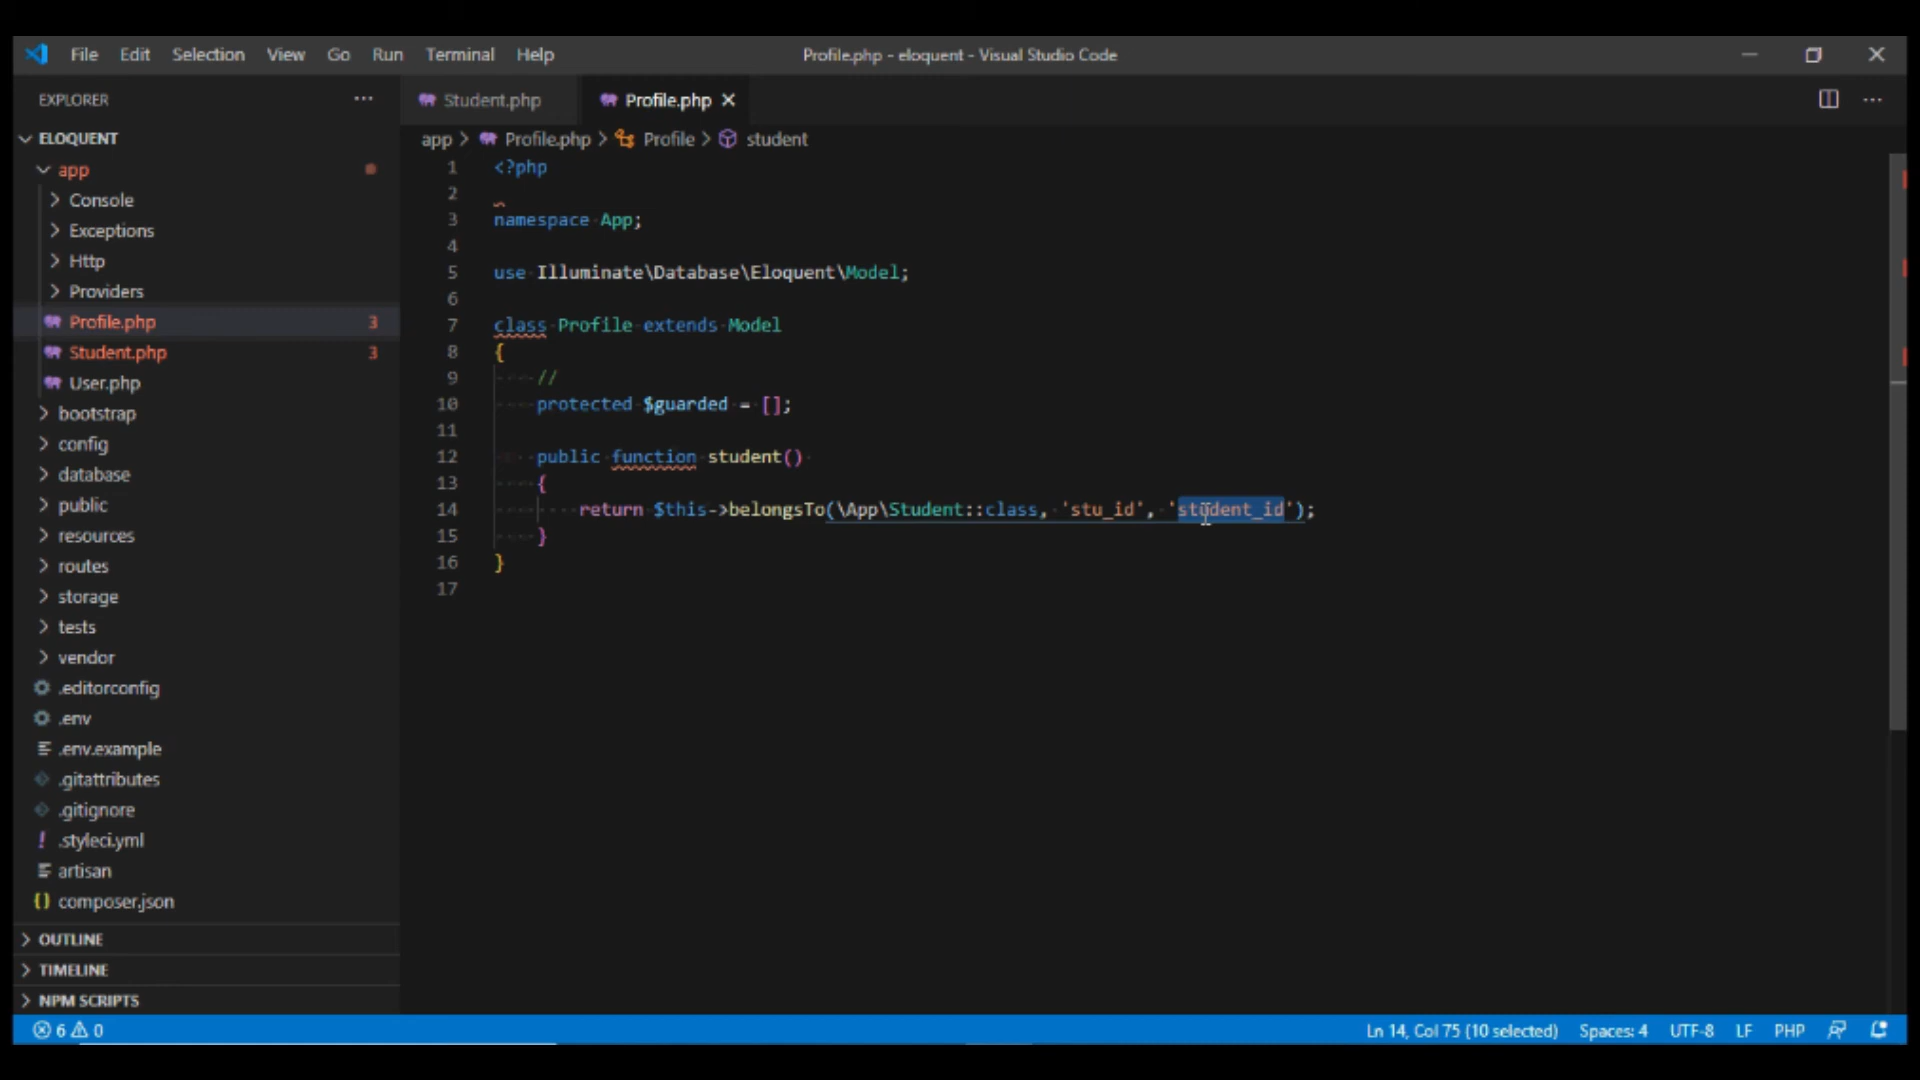 File Edit Selection View Go Run Terminal Help
Profile.php - eloquent - Visual Studio Code
EXPLORER
ELOQUENT
app
Console
Exceptions
Http
Providers
Profile.php 3
Student.php 3
User.php
bootstrap
config
database
public
resources
routes
storage
tests
vendor
.editorconfig
.env
.env.example
.gitattributes
.gitignore
.styleci.yml
artisan
composer.json
OUTLINE
TIMELINE
NPM SCRIPTS
Student.php Profile.php
app > Profile.php > Profile > student
1 <?php
2
3 namespace App;
4
5 use Illuminate\Database\Eloquent\Model;
6
7 class Profile extends Model
8 {
9 //
10 protected $guarded = [];
11
12 public function student()
13 {
14 return $this->belongsTo(\App\Student::class, 'stu_id', 'student_id');
15 }
16 }
17
6 0
Ln 14, Col 75 (10 selected) Spaces: 4 UTF-8 LF PHP